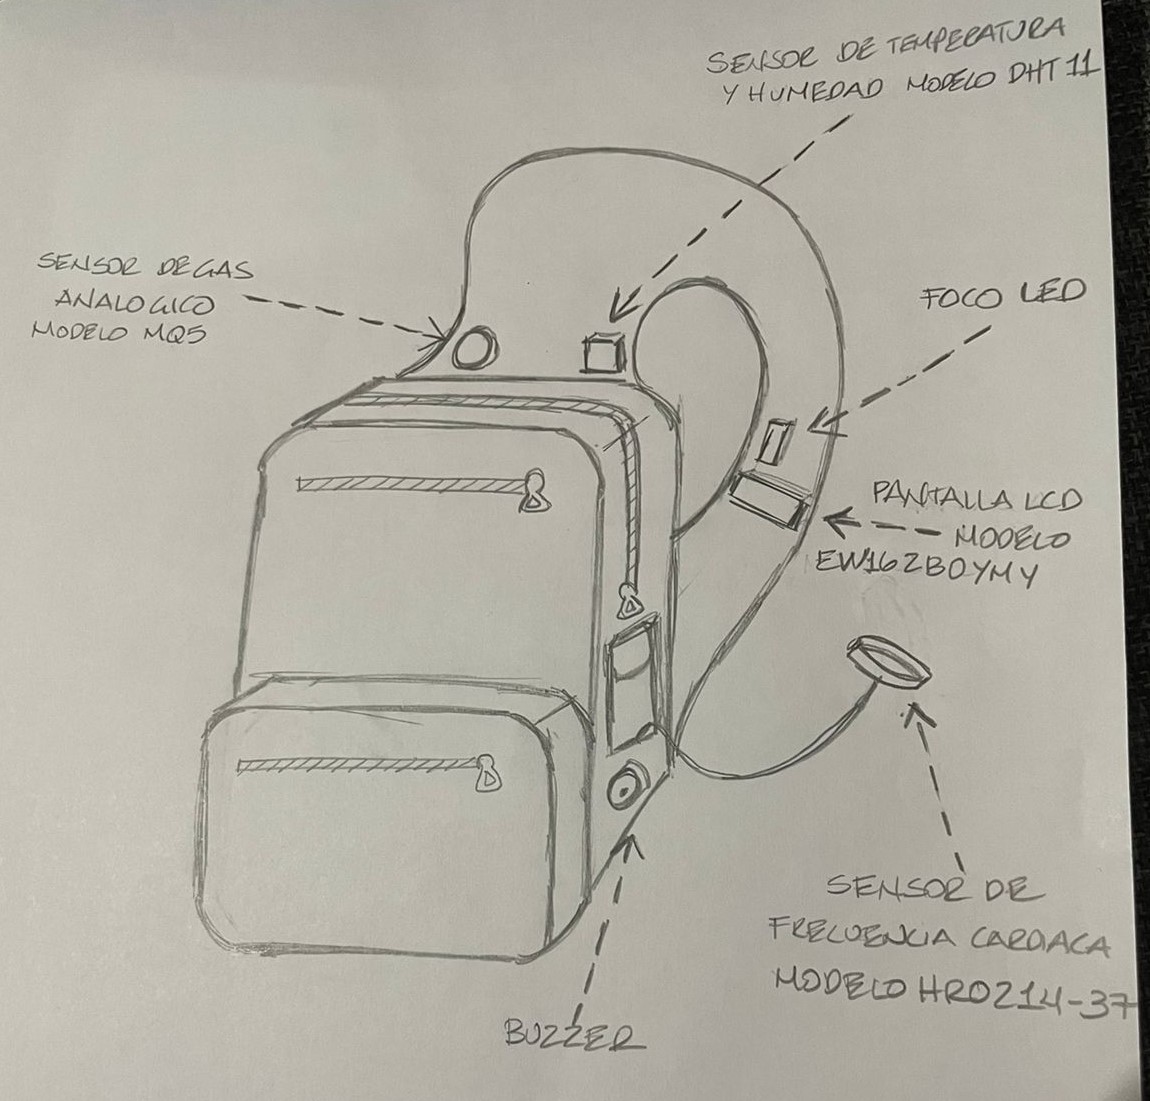 SENSOR DE TEMPERATURA
Y HUMEDAD MODELO DHT 11
SENSOR DE GAS
ANALOGICO
MODELO MQ5
FOCO LED
PANTALLA LCD
MODELO
EW162B0YMY
SENSOR DE
FRECUENCIA CARDIACA
MODELO HR0214-37
BUZZER